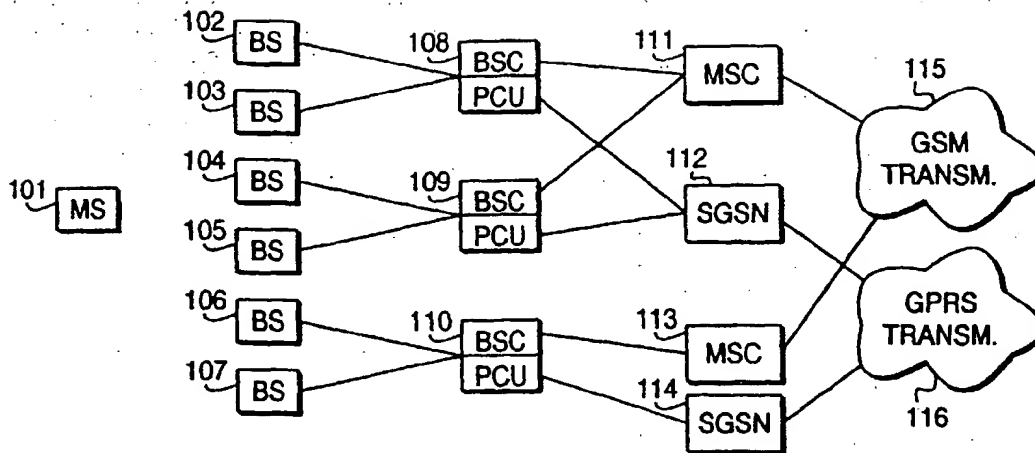 102
BS
103
BS
104
BS
105
BS
106
BS
107
BS
101
MS
108
BSC
PCU
109
BSC
PCU
110
BSC
PCU
111
MSC
112
SGSN
113
MSC
114
SGSN
115
GSM
TRANSM.
GPRS
TRANSM.
116